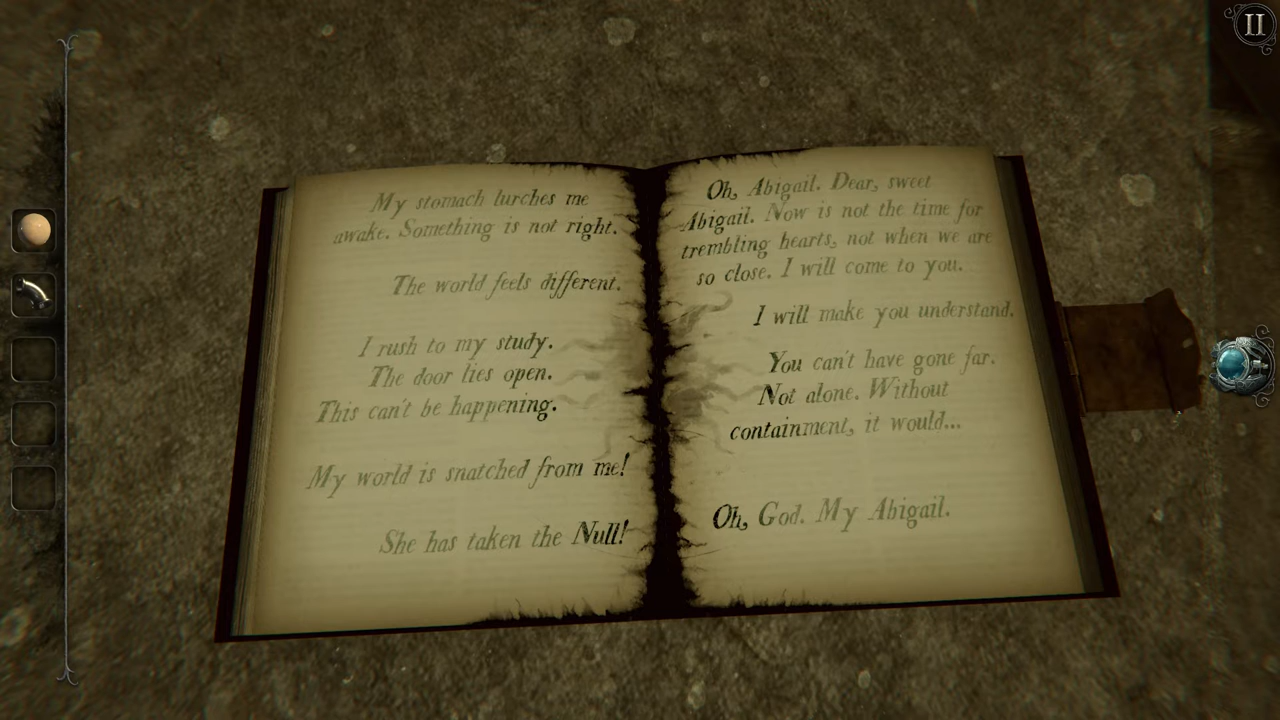 My stomach lurches me
awake. Something is not right.
The world feels different.
I rush to my study.
The door lies open.
This can't be happening.
My world is snatched from me!
She has taken the Null!
Oh, Abigail. Dear, sweet
Abigail. Now is not the time for
trembling hearts, not when we are
so close. I will come to you.
I will make you understand.
You can't have gone far.
Not alone. Without
containment, it would...
Oh, God. My Abigail.
II